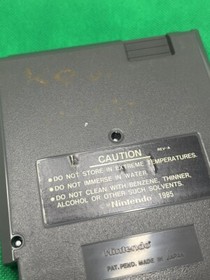 REV-A
CAUTION
•DO NOT STORE IN EXTREME TEMPERATURES.
•DO NOT IMMERSE IN WATER.
•DO NOT CLEAN WITH BENZENE, THINNER,
ALCOHOL OR OTHER SUCH SOLVENTS.
©Nintendo 1985
Nintendo
PAT. PEND. MADE IN JAPAN